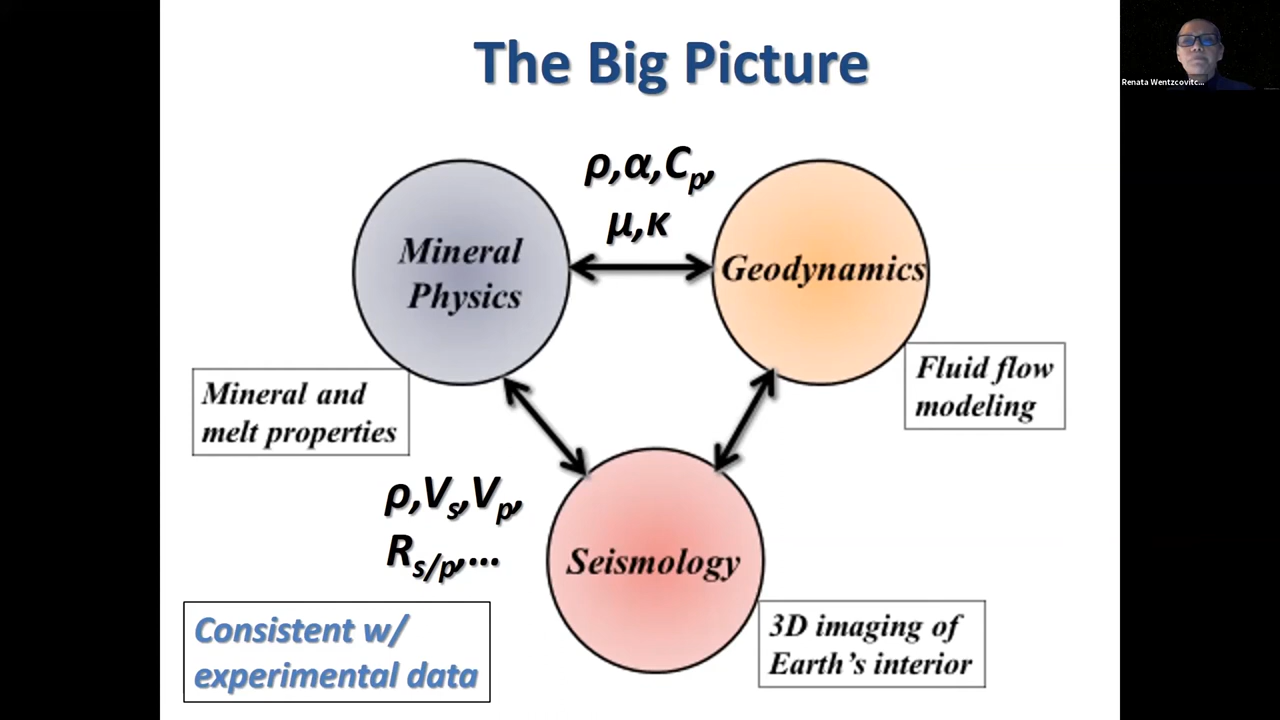 The Big Picture
Renata Wentzcovitc...
ρ,α,Cp,
μ,κ
Mineral
Physics
Geodynamics
Mineral and
melt properties
Fluid flow
modeling
ρ,Vs,Vp,
Rs/p,...
Seismology
Consistent w/
experimental data
3D imaging of
Earth's interior